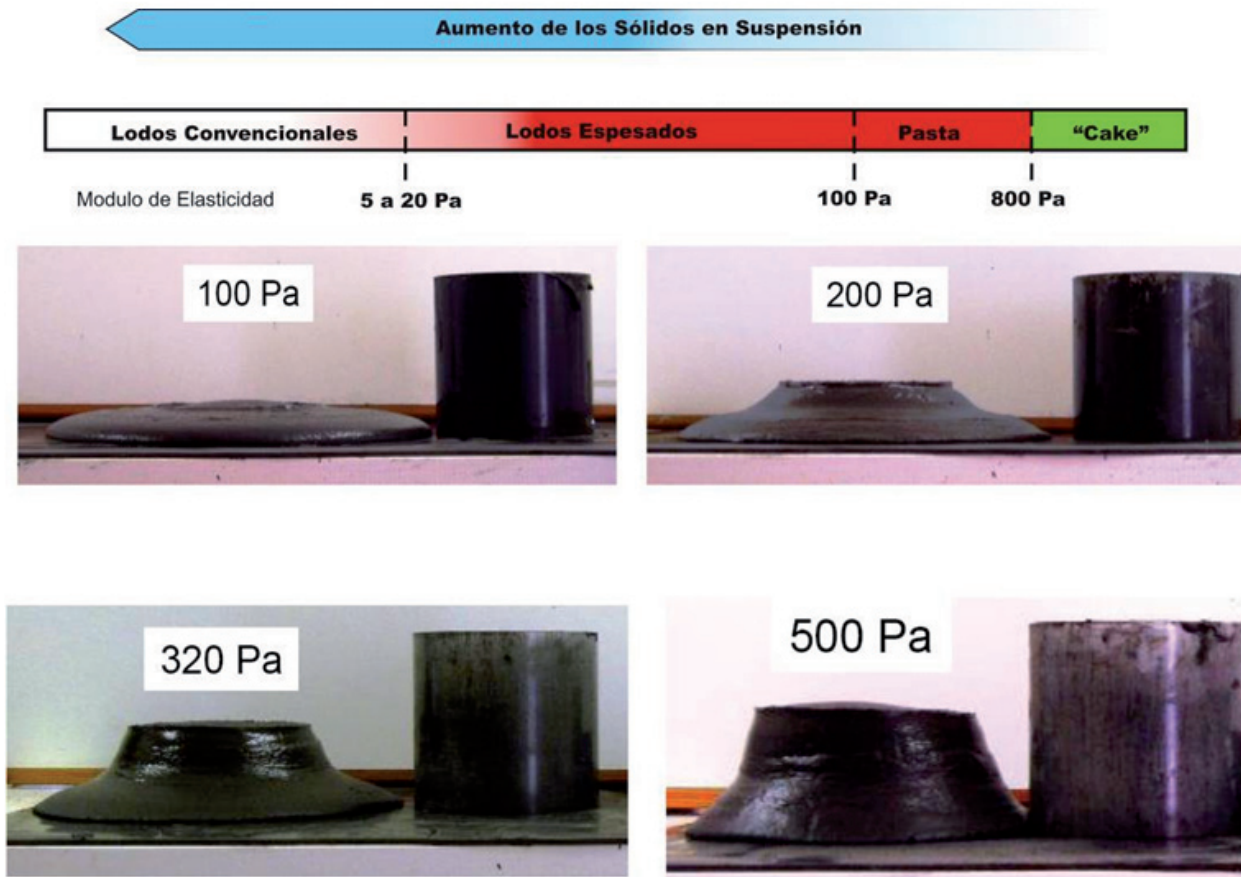 Aumento de los Sólidos en Suspensión
Lodos Convencionales Lodos Espesados Pasta “Cake”
Modulo de Elasticidad 5 a 20 Pa 100 Pa 800 Pa
100 Pa 200 Pa
320 Pa 500 Pa